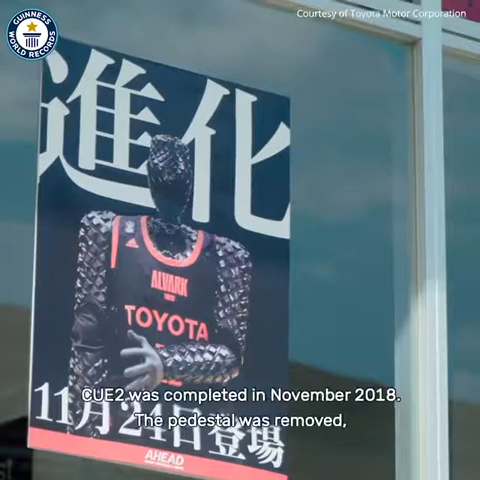 Courtesy of Toyota Motor Corporation
GUINNESS
WORLD RECORDS
進化
ALVARK
TOYOTA
CUE2 was completed in November 2018.
The pedestal was removed,
11月24日登場
AHEAD